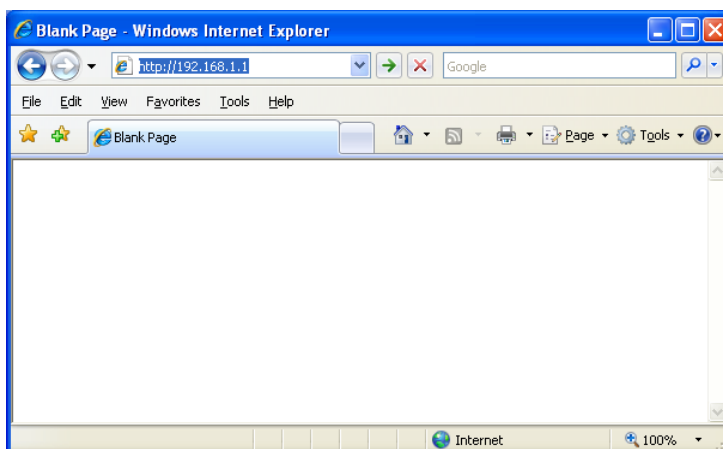 Blank Page - Windows Internet Explorer
http://192.168.1.1 Google
File Edit View Favorites Tools Help
Blank Page Page Tools
Internet 100%